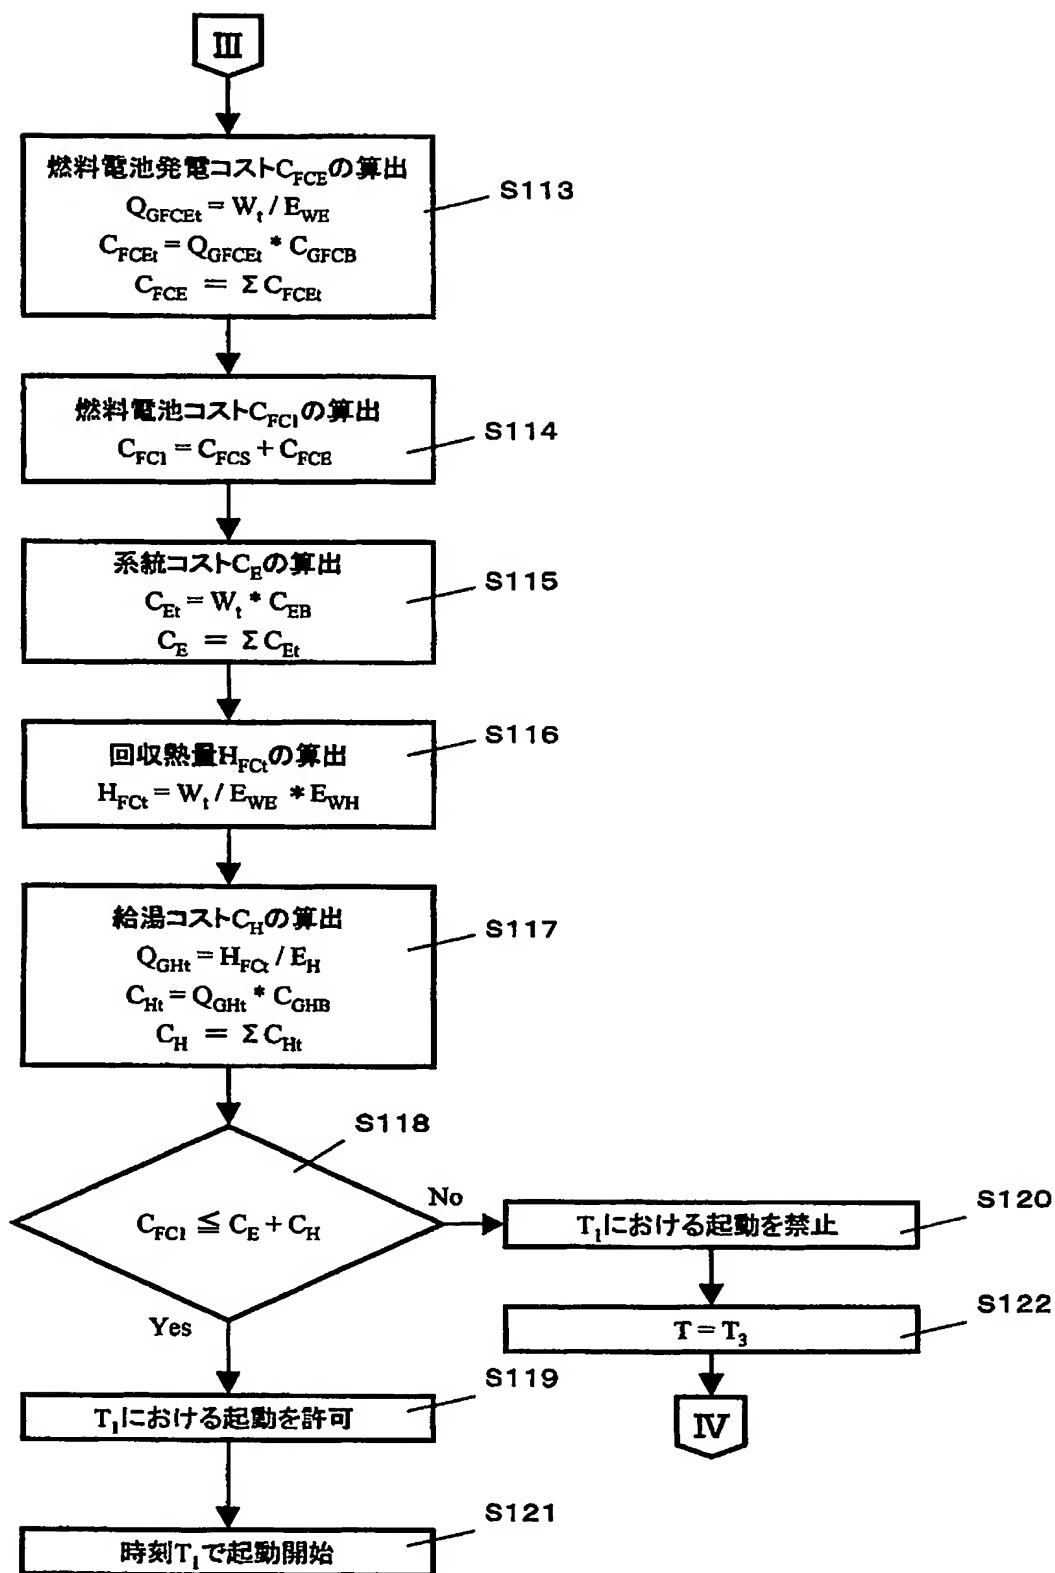 III
燃料電池発電コストC_FCEの算出
Q_GFCEt = W_t / E_WE
C_FCEt = Q_GFCEt * C_GFCB
C_FCE = Σ C_FCEt
S113
燃料電池コストC_FC1の算出
C_FC1 = C_FCS + C_FCE
S114
系統コストC_Eの算出
C_Et = W_t * C_EB
C_E = Σ C_Et
S115
回収熱量H_FCtの算出
H_FCt = W_t / E_WE * E_WH
S116
給湯コストC_Hの算出
Q_GHt = H_FCt / E_H
C_Ht = Q_GHt * C_GHB
C_H = Σ C_Ht
S117
S118
C_FC1 ≦ C_E + C_H
No
Yes
T_1における起動を禁止
S120
T = T_3
S122
IV
T_1における起動を許可
S119
時刻T_1で起動開始
S121